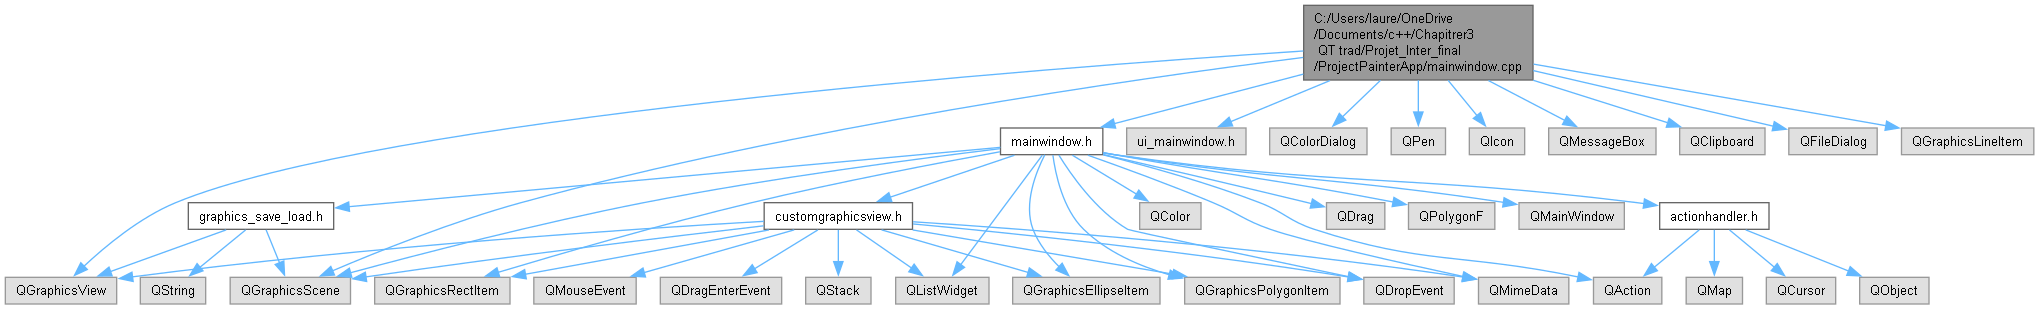 C:/Users/laure/OneDrive
/Documents/c++/Chapitrer3
QT trad/Projet_Inter_final
/ProjectPainterApp/mainwindow.cpp
mainwindow.h
ui_mainwindow.h
QColorDialog
QPen
QIcon
QMessageBox
QClipboard
QFileDialog
QGraphicsLineItem
graphics_save_load.h
customgraphicsview.h
QColor
QDrag
QPolygonF
QMainWindow
actionhandler.h
QGraphicsView
QString
QGraphicsScene
QGraphicsRectItem
QMouseEvent
QDragEnterEvent
QStack
QListWidget
QGraphicsEllipseItem
QGraphicsPolygonItem
QDropEvent
QMimeData
QAction
QMap
QCursor
QObject